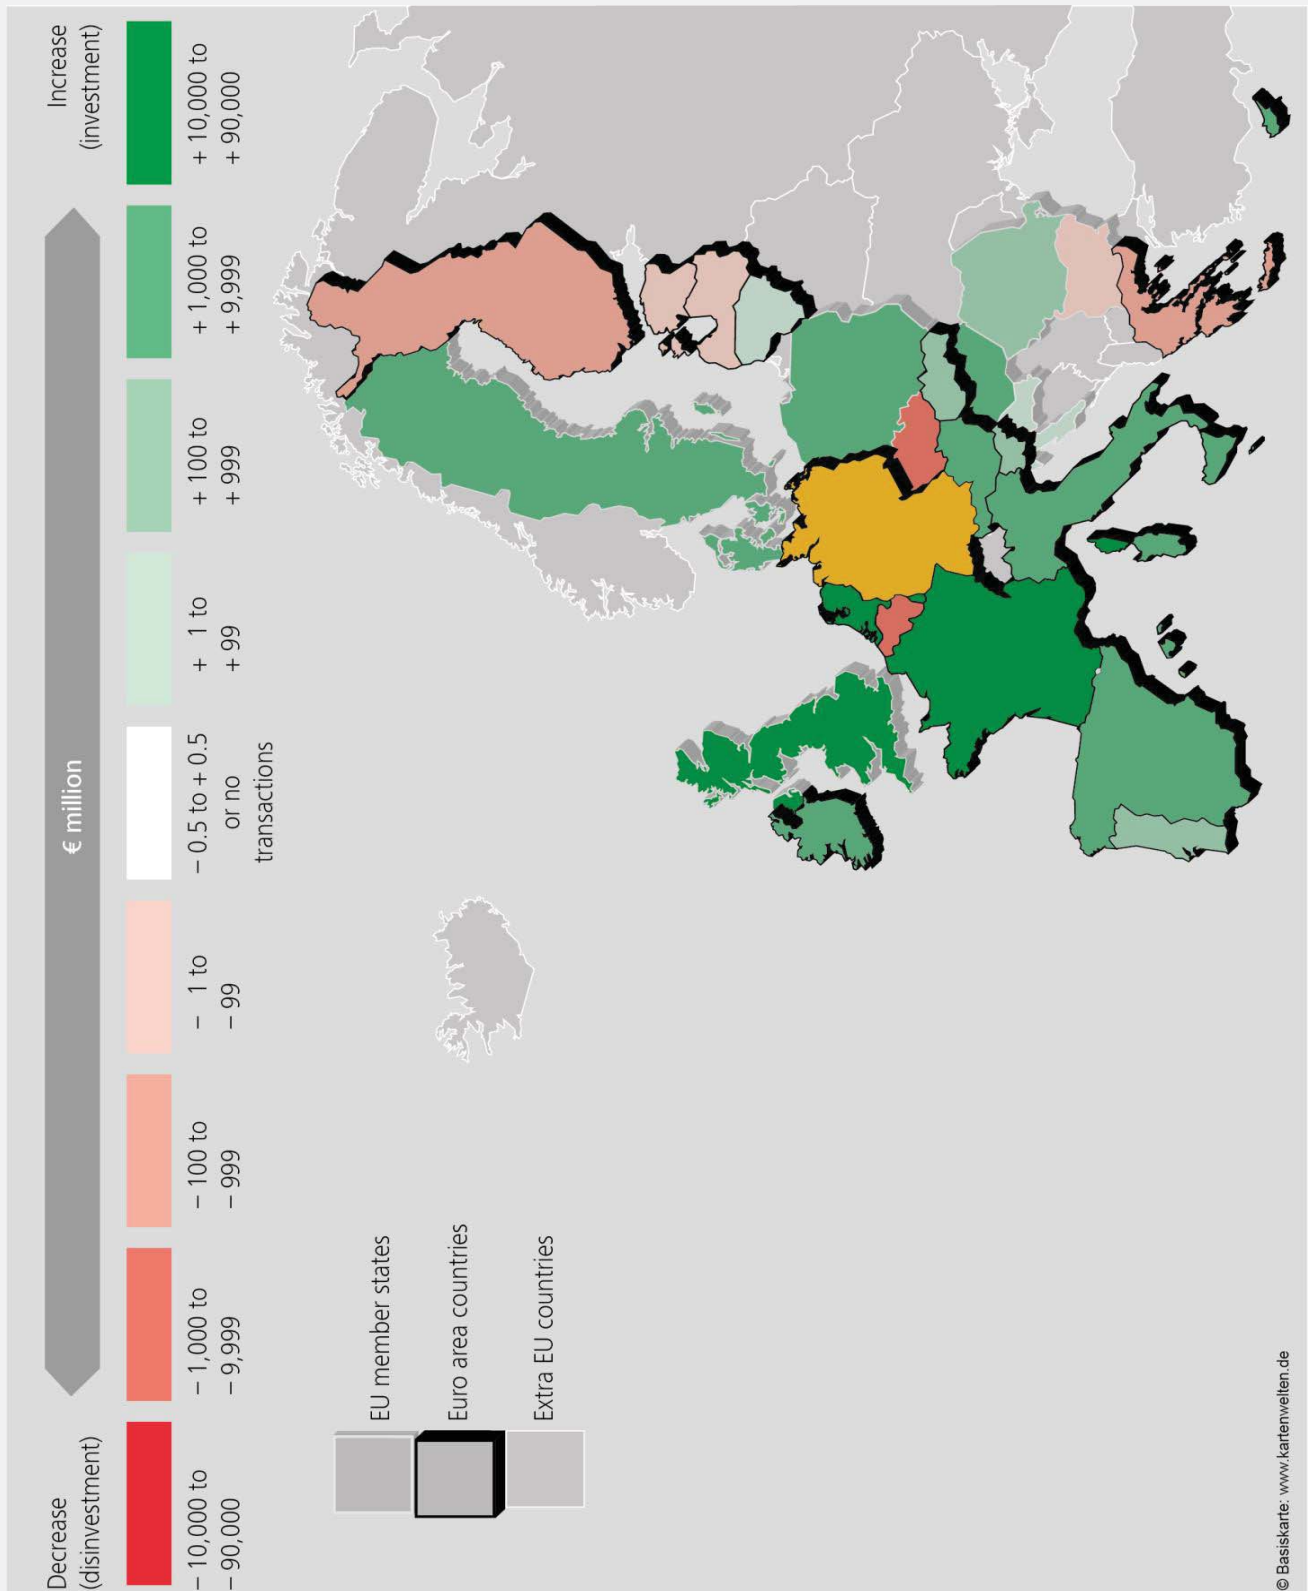 Decrease
(disinvestment)
€ million
Increase
(investment)
– 10,000 to
– 90,000
– 1,000 to
– 9,999
– 100 to
– 999
– 1 to
– 99
– 0.5 to + 0.5
or no
transactions
+ 1 to
+ 99
+ 100 to
+ 999
+ 1,000 to
+ 9,999
+ 10,000 to
+ 90,000
EU member states
Euro area countries
Extra EU countries
© Basiskarte: www.kartenwelten.de